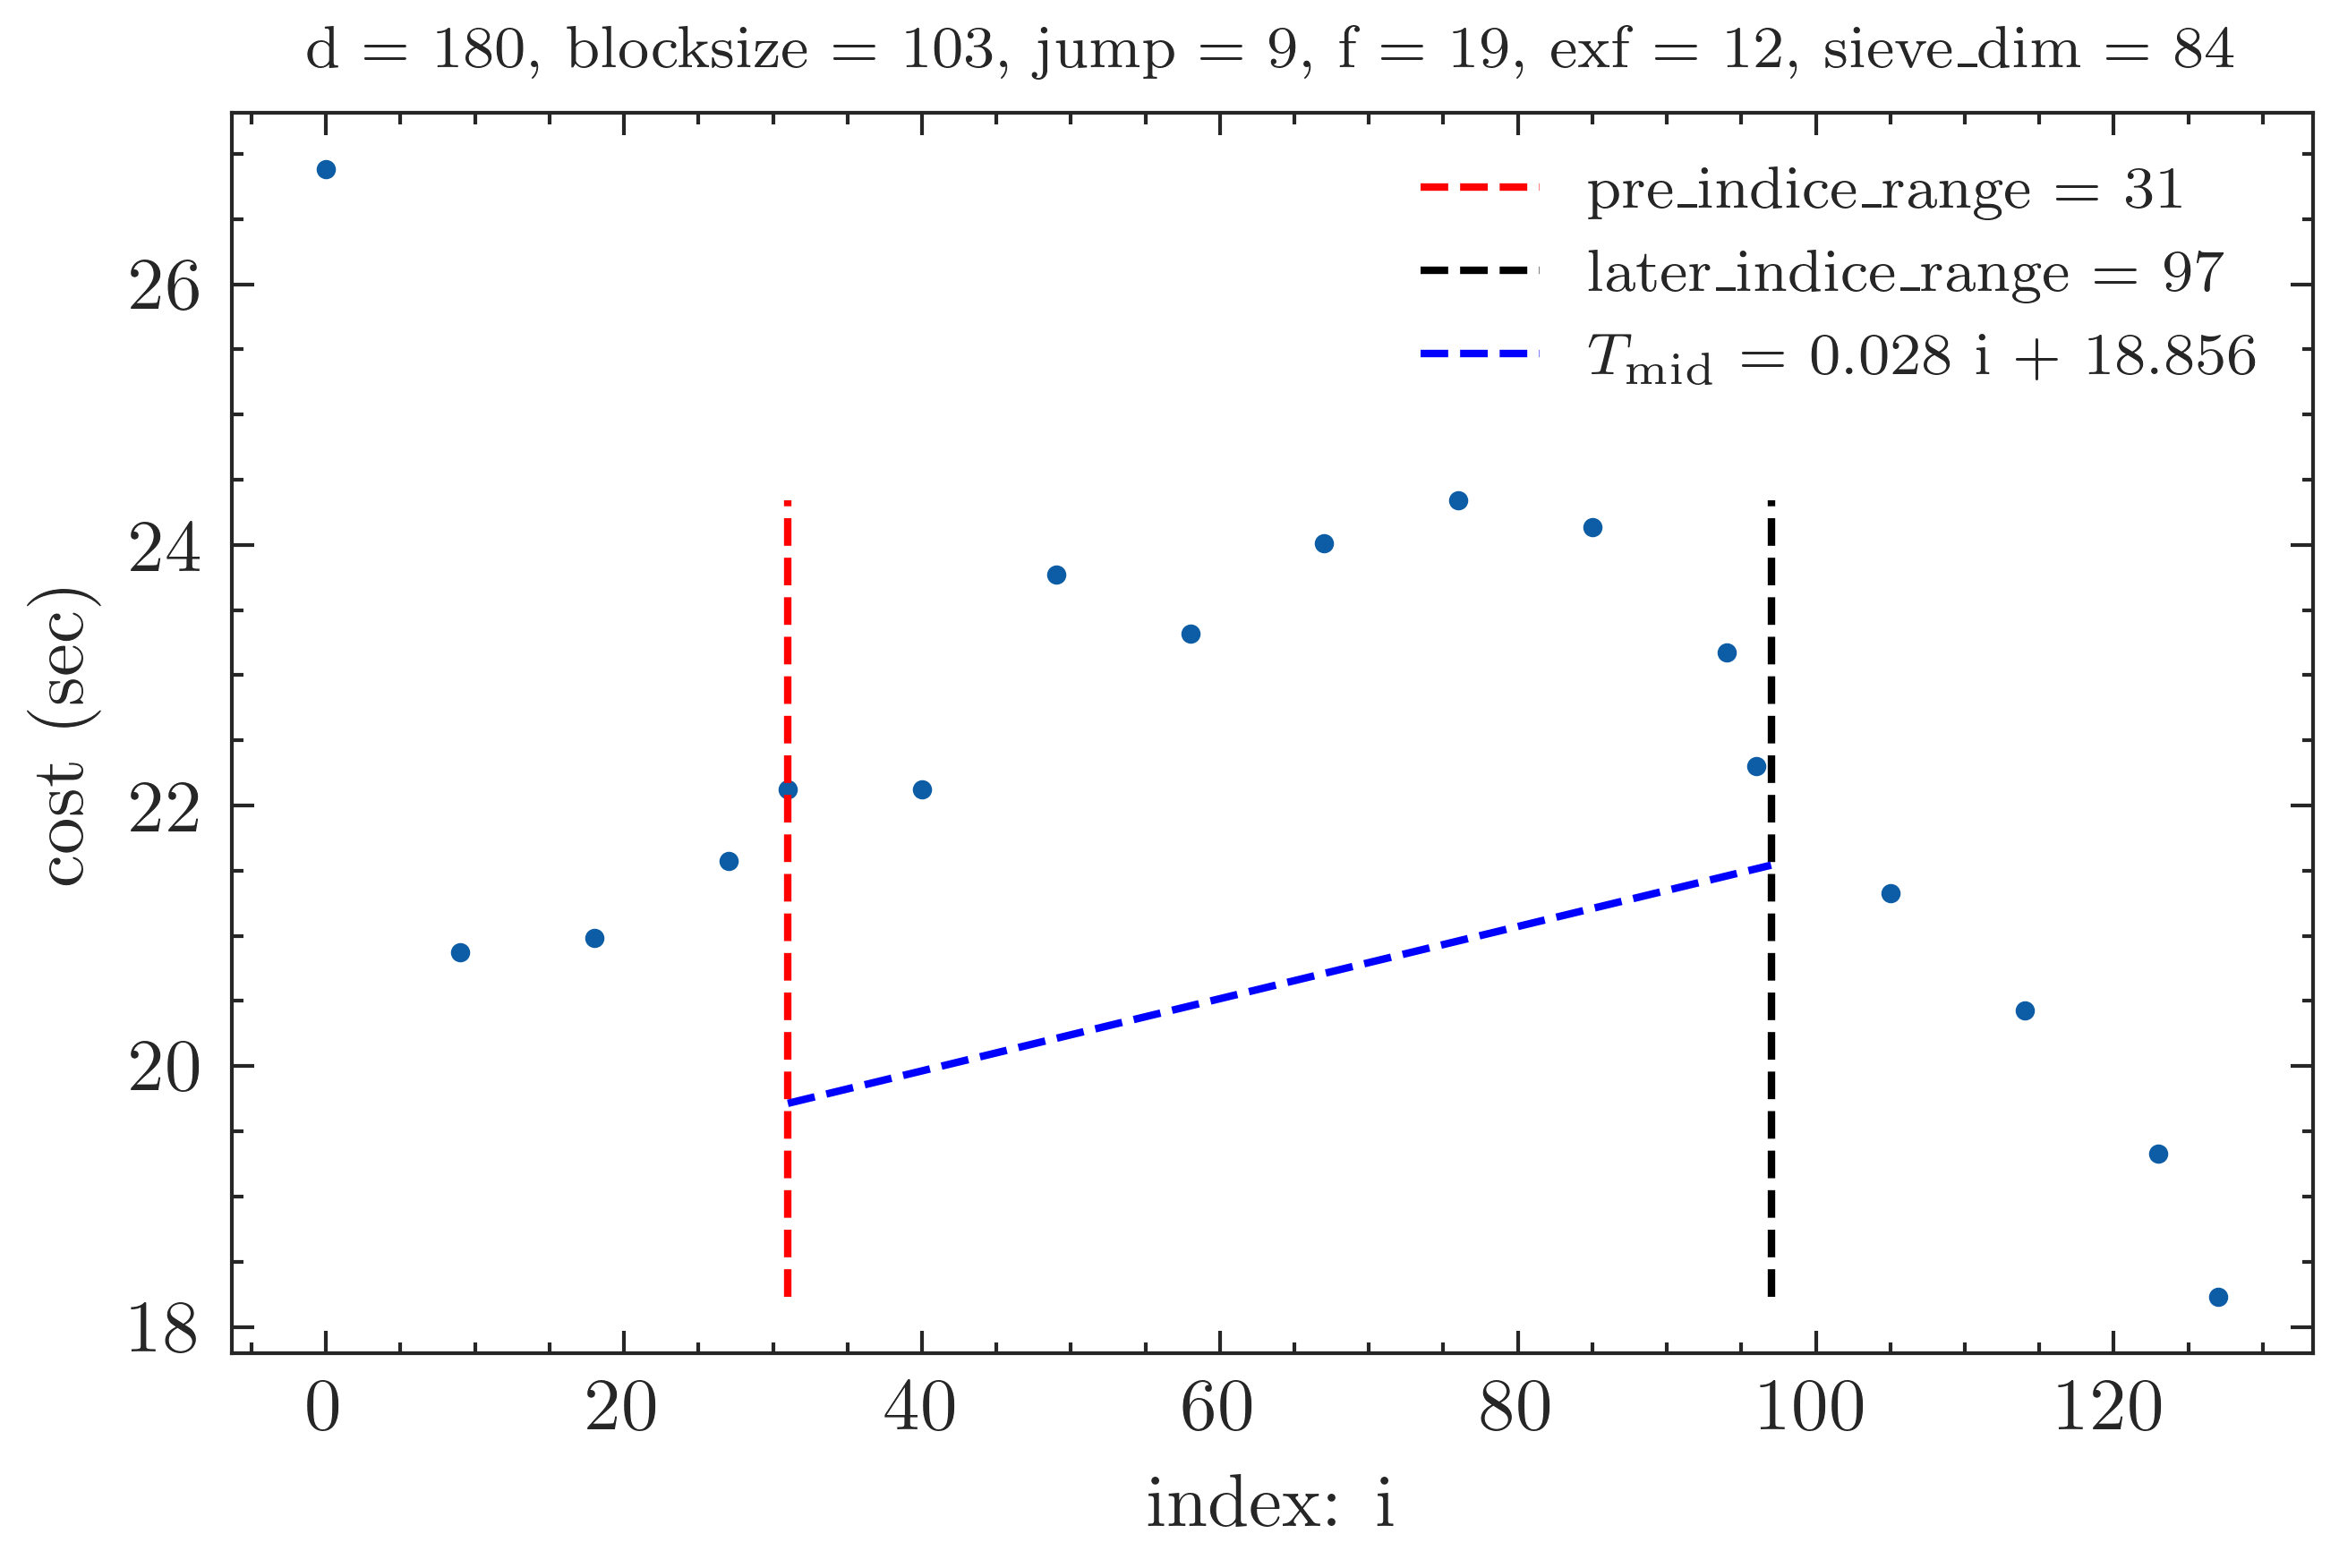 d = 180, blocksize = 103, jump = 9, f = 19, exf = 12, sieve_dim = 84
pre_indice_range = 31
later_indice_range = 97
T_mid = 0.028 i + 18.856
26
24
22
20
18
cost (sec)
0 20 40 60 80 100 120
index: i